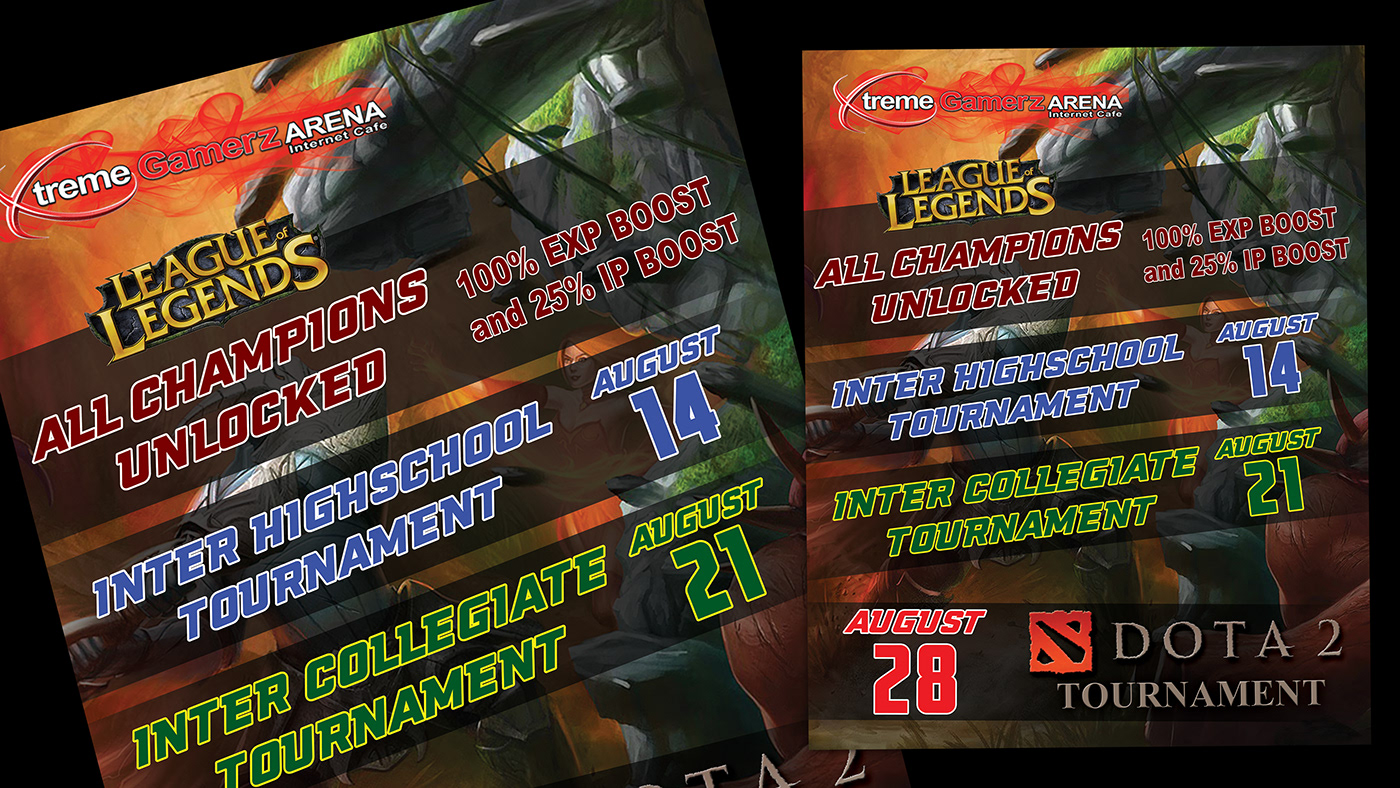 Xtreme Gamerz ARENA
Internet Cafe
LEAGUE of
LEGENDS
ALL CHAMPIONS
UNLOCKED
100% EXP BOOST
and 25% IP BOOST
INTER HIGHSCHOOL
TOURNAMENT
AUGUST
14
INTER COLLEGIATE
TOURNAMENT
AUGUST
21
DOTA 2
Xtreme Gamerz ARENA
Internet Cafe
LEAGUE of
LEGENDS
ALL CHAMPIONS
UNLOCKED
100% EXP BOOST
and 25% IP BOOST
INTER HIGHSCHOOL
TOURNAMENT
AUGUST
14
INTER COLLEGIATE
TOURNAMENT
AUGUST
21
AUGUST
28
DOTA 2
TOURNAMENT